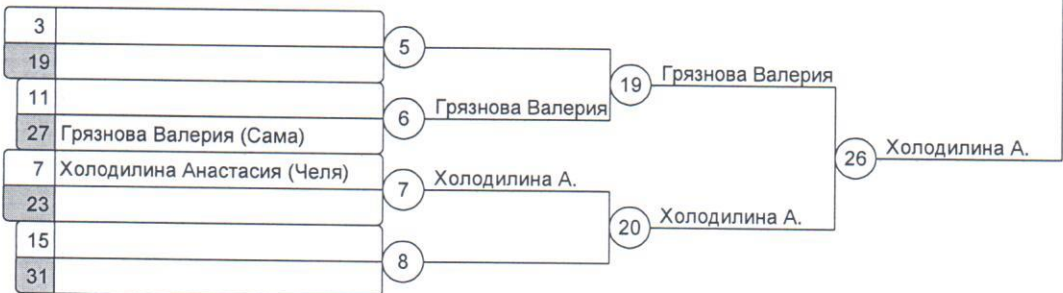 3
5
19
19 Грязнова Валерия
11
6 Грязнова Валерия
27 Грязнова Валерия (Сама)
26 Холодилина А.
7 Холодилина Анастасия (Челя)
7 Холодилина А.
23
20 Холодилина А.
15
8
31